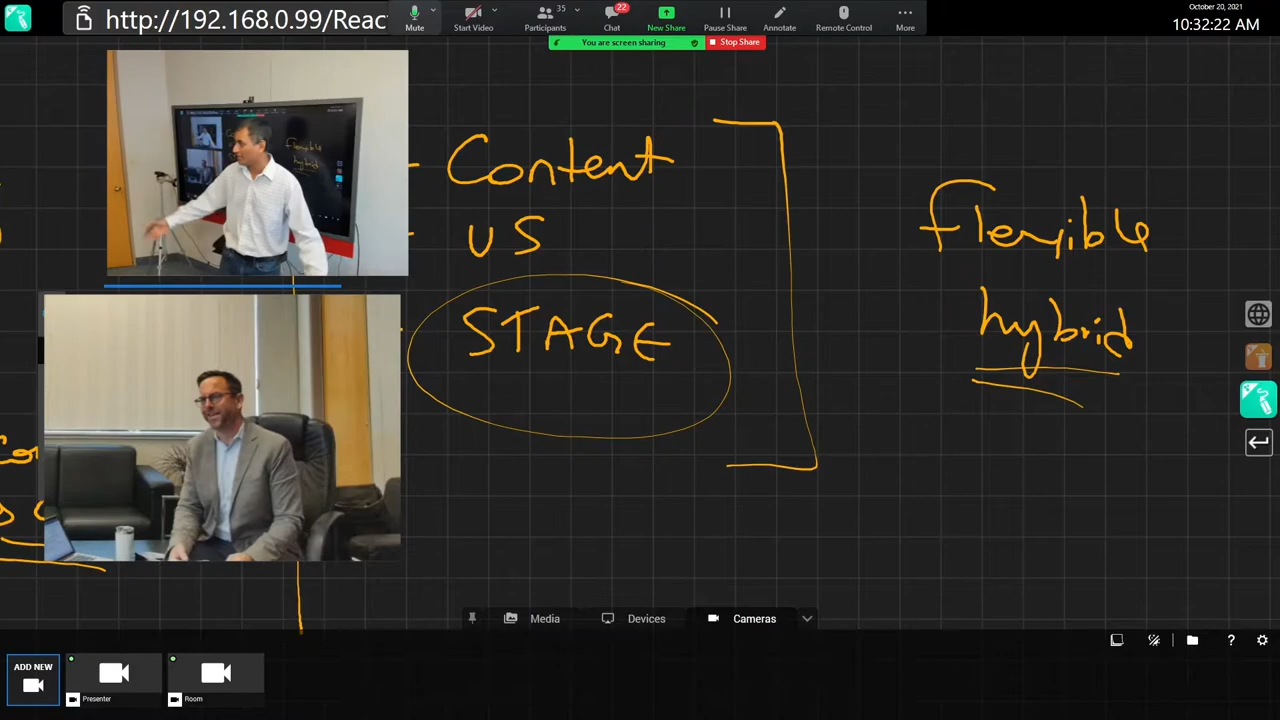 http://192.168.0.99/Reac
Mute
Start Video
35
Participants
22
Chat
New Share
Pause Share
Annotate
Remote Control
More
October 20, 2021
10:32:22 AM
You are screen sharing
Stop Share
- Content
US
STAGE
flexible
hybrid
Media
Devices
Cameras
ADD NEW
Presenter
Room